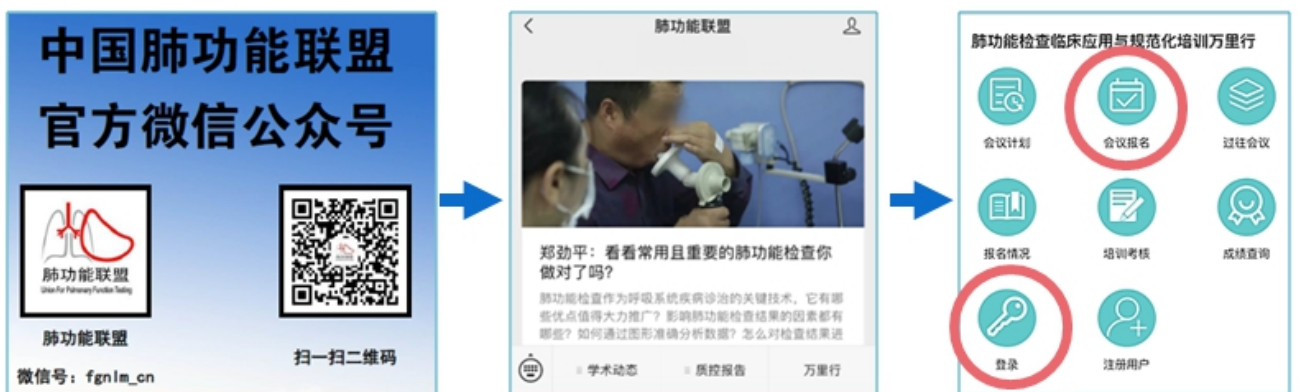 中国肺功能联盟
官方微信公众号
肺功能联盟
Union For Pulmonary Function Testing
肺功能联盟
扫一扫二维码
微信号：fgnlm_cn
肺功能联盟
郑劲平：看看常用且重要的肺功能检查你
做对了吗？
肺功能检查作为呼吸系统疾病诊治的关键技术，它有哪
些优点值得大力推广？影响肺功能检查结果的因素都有
哪些？如何通过图形准确分析数据？怎么对检查结果进
学术动态
质控报告
万里行
肺功能检查临床应用与规范化培训万里行
会议计划
会议报名
过往会议
报名情况
培训考核
成绩查询
登录
注册用户